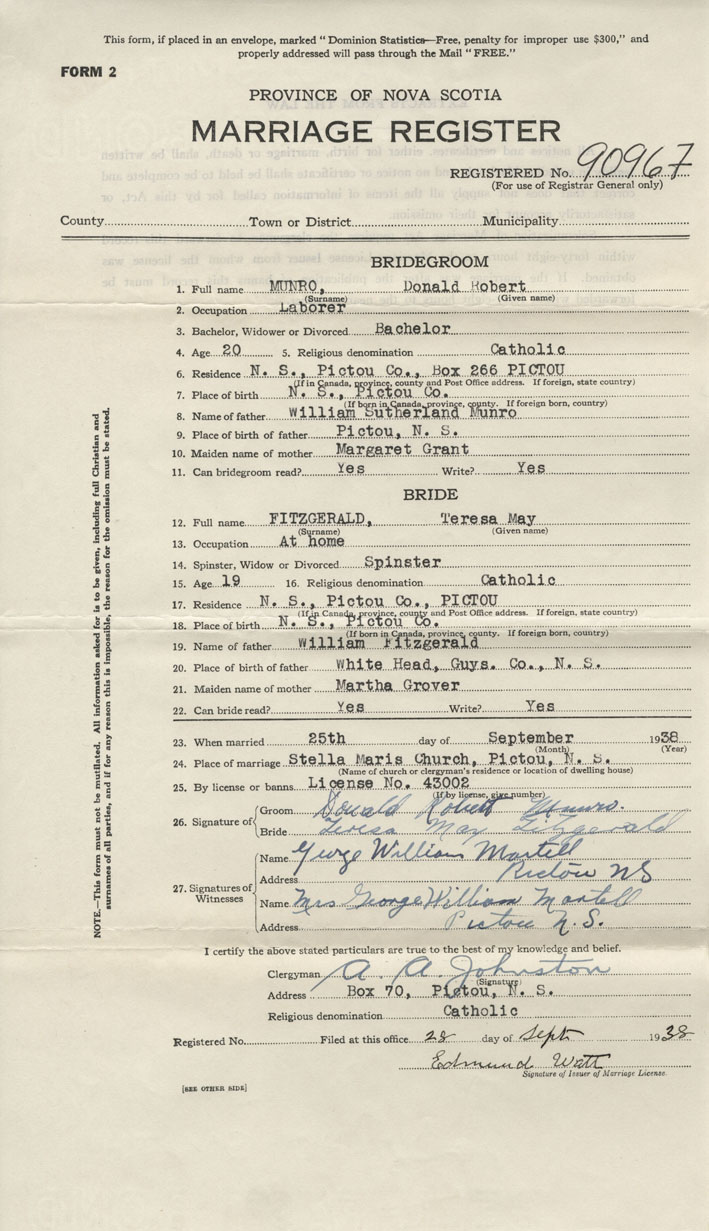 This form, if placed in an envelope, marked "Dominion Statistics—Free, penalty for improper use $300," and
properly addressed will pass through the Mail "FREE."
FORM 2
PROVINCE OF NOVA SCOTIA
MARRIAGE REGISTER
REGISTERED No. 90967
(For use of Registrar General only)
County Town or District Municipality
BRIDEGROOM
1. Full name MUNRO, Donald Robert
(Surname) (Given name)
2. Occupation Laborer
3. Bachelor, Widower or Divorced Bachelor
4. Age 20 5. Religious denomination Catholic
6. Residence N. S., Pictou Co., Box 266 PICTOU
(If in Canada, province, county and Post Office address. If foreign, state country)
7. Place of birth N. S., Pictou Co.
(If born in Canada, province, county. If foreign born, country)
8. Name of father William Sutherland Munro
9. Place of birth of father Pictou, N. S.
10. Maiden name of mother Margaret Grant
11. Can bridegroom read? Yes Write? Yes
BRIDE
12. Full name FITZGERALD, Teresa May
(Surname) (Given name)
13. Occupation At home
14. Spinster, Widow or Divorced Spinster
15. Age 19 16. Religious denomination Catholic
17. Residence N. S., Pictou Co., PICTOU
(If in Canada, province, county and Post Office address. If foreign, state country)
18. Place of birth N. S., Pictou Co.
(If born in Canada, province, county. If foreign born, country)
19. Name of father William Fitzgerald
20. Place of birth of father White Head, Guys. Co., N. S.
21. Maiden name of mother Martha Grover
22. Can bride read? Yes Write? Yes
23. When married 25th day of September 1938
(Month) (Year)
24. Place of marriage Stella Maris Church, Pictou, N. S.
(Name of church or clergyman's residence or location of dwelling house)
25. By license or banns License No. 43002
(If by license, give number)
26. Signature of Groom Donald Robert Munro.
Bride Teresa May Fitzgerald
27. Signatures of Witnesses
Name George William Martell
Address Pictou NS
Name Mrs George William Martell
Address Pictou N.S.
I certify the above stated particulars are true to the best of my knowledge and belief.
Clergyman A. A. Johnston
(Signature)
Address Box 70, Pictou, N. S.
Religious denomination Catholic
Registered No. Filed at this office 28 day of Sept 1938
Edmund Watt
Signature of Issuer of Marriage License.
[SEE OTHER SIDE]
NOTE.—This form must not be mutilated. All information asked for is to be given, including full Christian and
surnames of all parties, and if for any reason this is impossible, the reason for the omission must be stated.